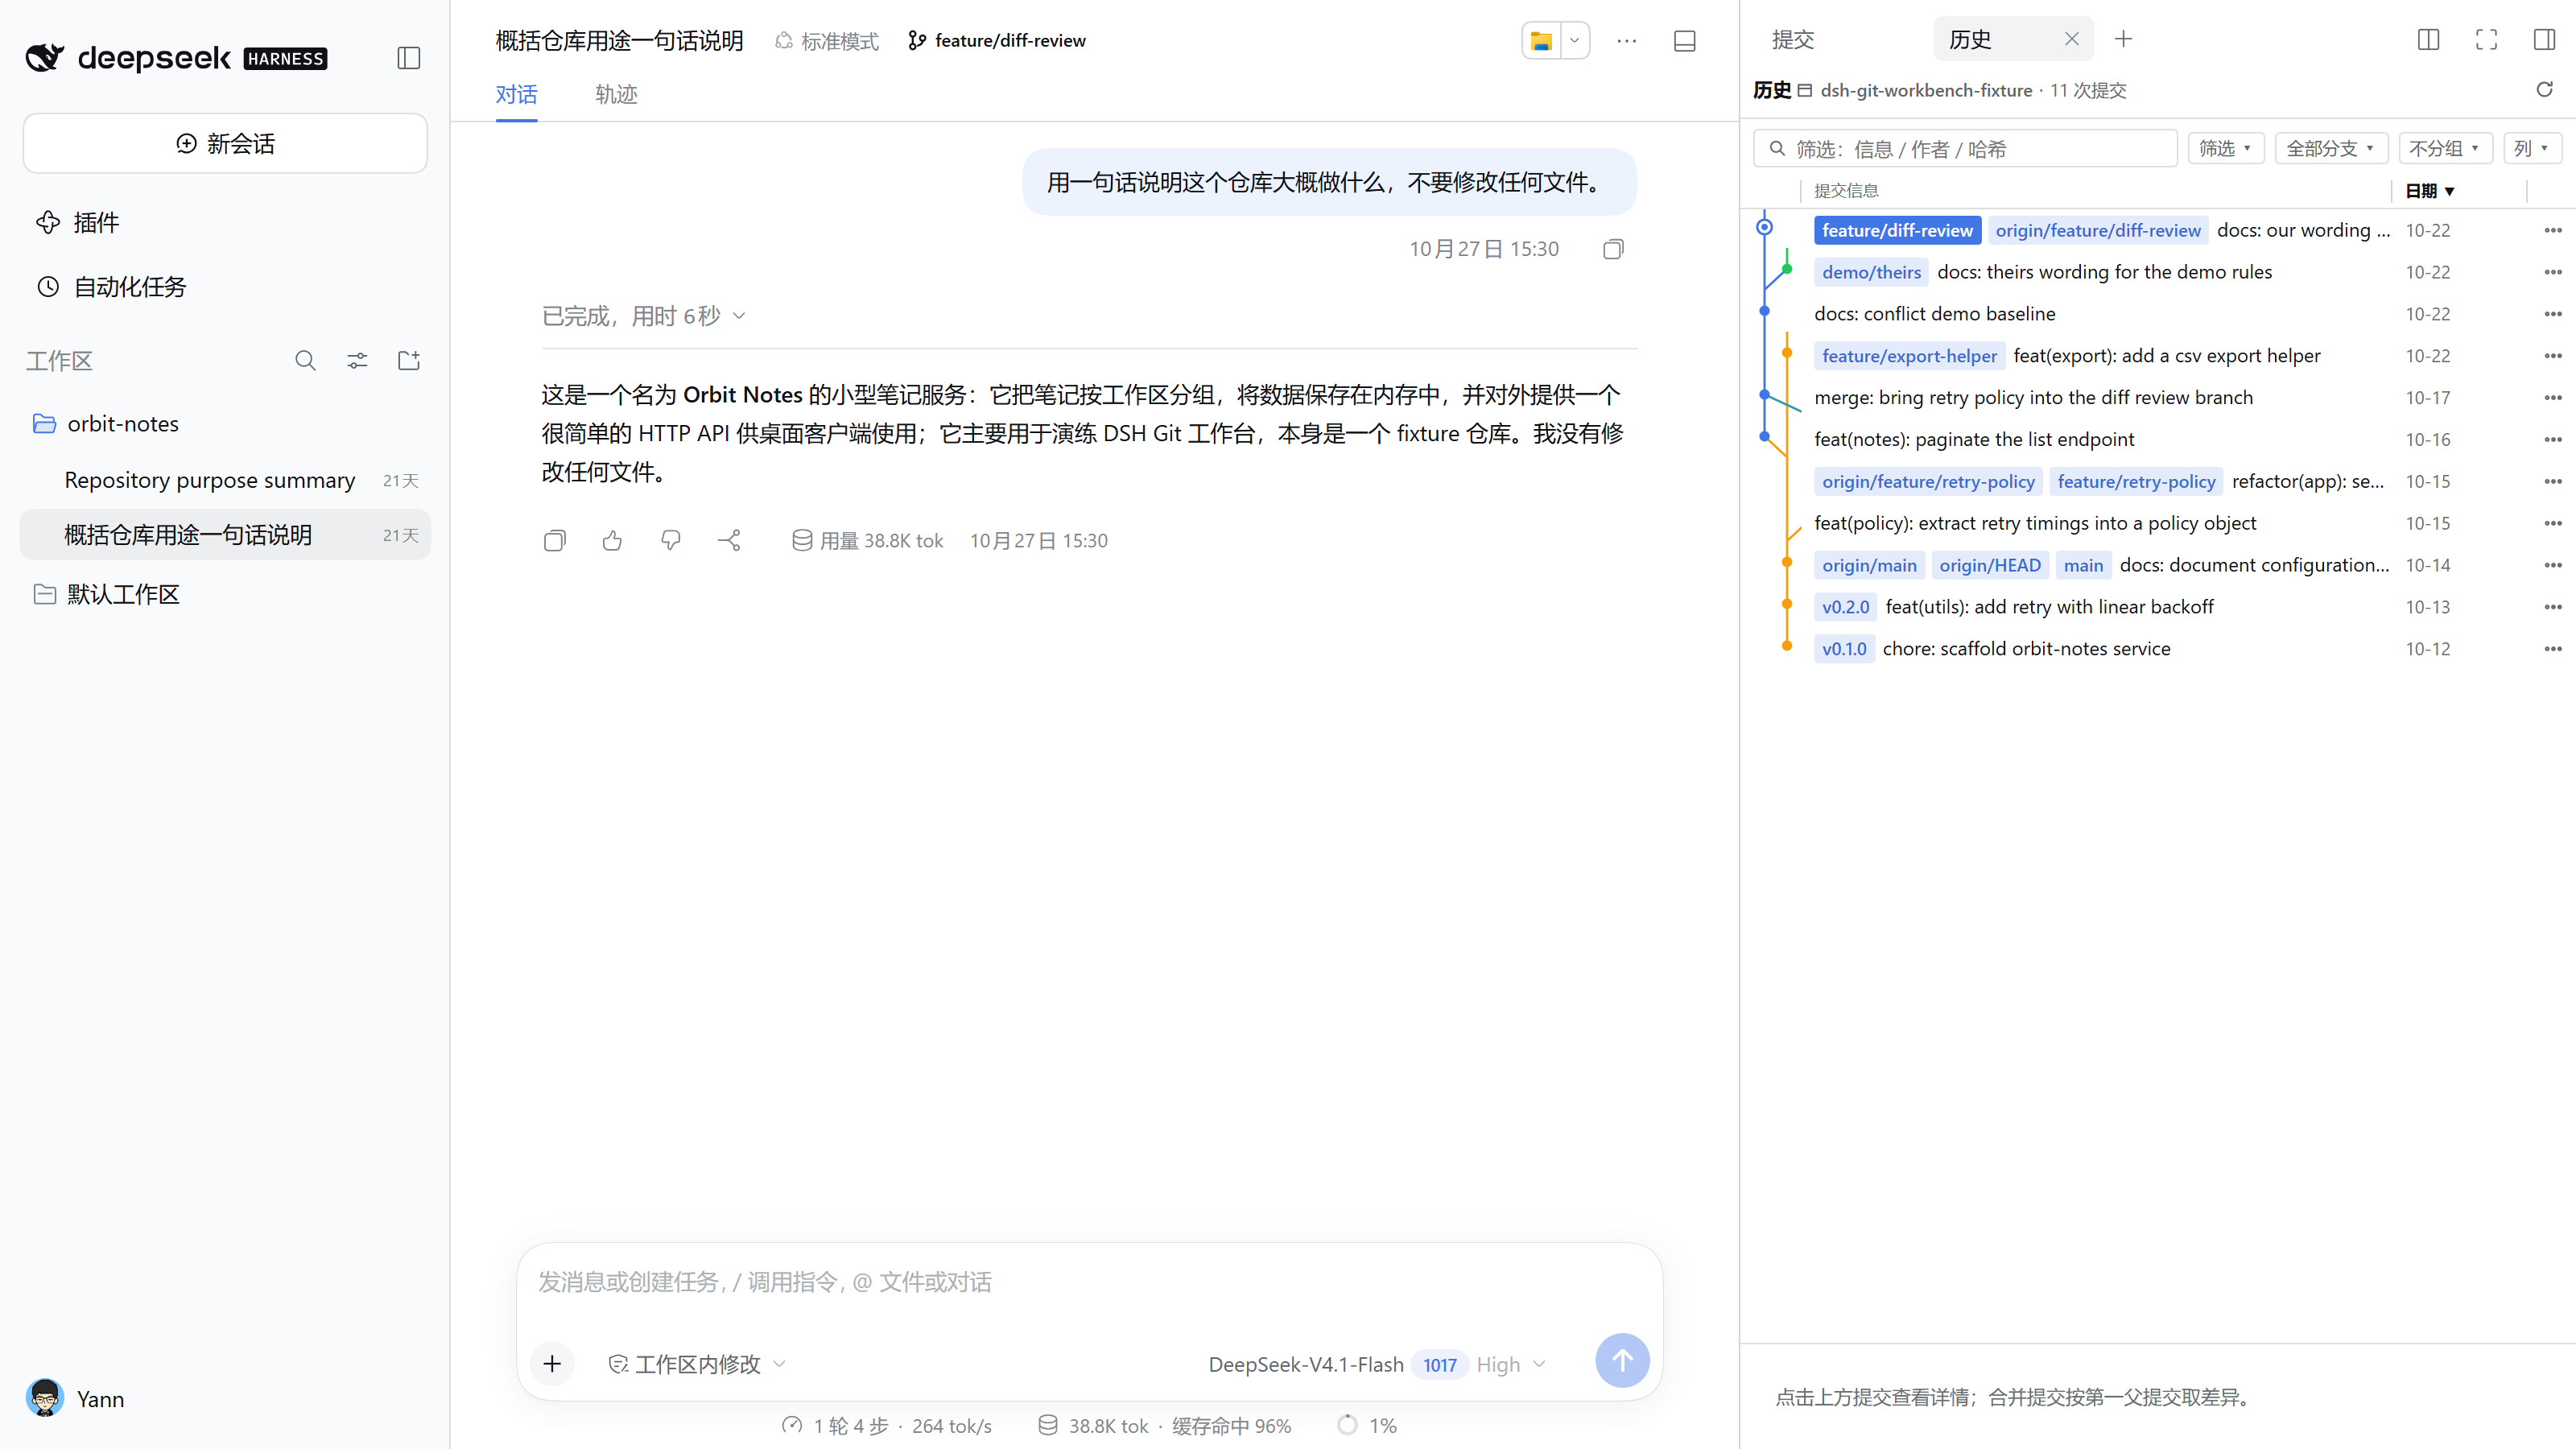 deepseek HARNESS
新会话
插件
自动化任务
工作区
orbit-notes
Repository purpose summary 21天
概括仓库用途一句话说明 21天
默认工作区
Yann
概括仓库用途一句话说明 标准模式 feature/diff-review
对话 轨迹
用一句话说明这个仓库大概做什么，不要修改任何文件。
10月27日 15:30
已完成，用时 6秒
这是一个名为 Orbit Notes 的小型笔记服务：它把笔记按工作区分组，将数据保存在内存中，并对外提供一个
很简单的 HTTP API 供桌面客户端使用；它主要用于演练 DSH Git 工作台，本身是一个 fixture 仓库。我没有修
改任何文件。
用量 38.8K tok 10月27日 15:30
发消息或创建任务, / 调用指令, @ 文件或对话
工作区内修改 DeepSeek-V4.1-Flash 1017 High
1 轮 4 步 · 264 tok/s 38.8K tok · 缓存命中 96% 1%
提交 历史
历史 dsh-git-workbench-fixture · 11 次提交
筛选：信息 / 作者 / 哈希 筛选 全部分支 不分组 列
提交信息 日期 ▼
feature/diff-review origin/feature/diff-review docs: our wording ... 10-22
demo/theirs docs: theirs wording for the demo rules 10-22
docs: conflict demo baseline 10-22
feature/export-helper feat(export): add a csv export helper 10-22
merge: bring retry policy into the diff review branch 10-17
feat(notes): paginate the list endpoint 10-16
origin/feature/retry-policy feature/retry-policy refactor(app): se... 10-15
feat(policy): extract retry timings into a policy object 10-15
origin/main origin/HEAD main docs: document configuration... 10-14
v0.2.0 feat(utils): add retry with linear backoff 10-13
v0.1.0 chore: scaffold orbit-notes service 10-12
点击上方提交查看详情；合并提交按第一父提交取差异。